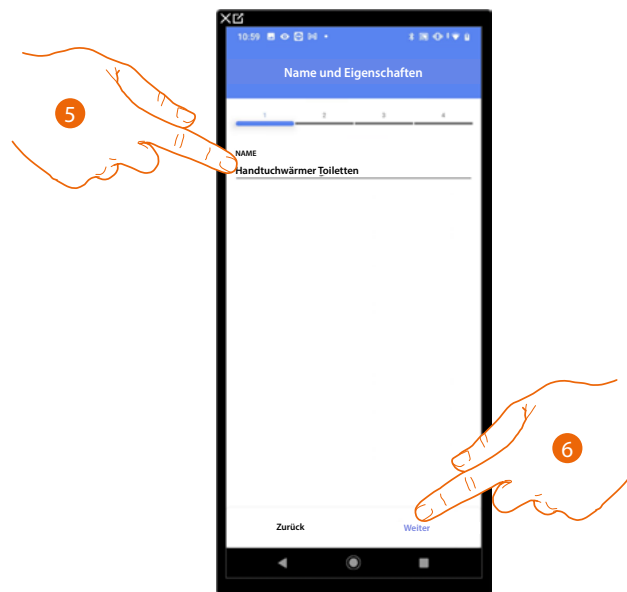 10:59
Name und Eigenschaften
1 2 3 4
NAME
Handtuchwärmer Toiletten
5
6
Zurück Weiter